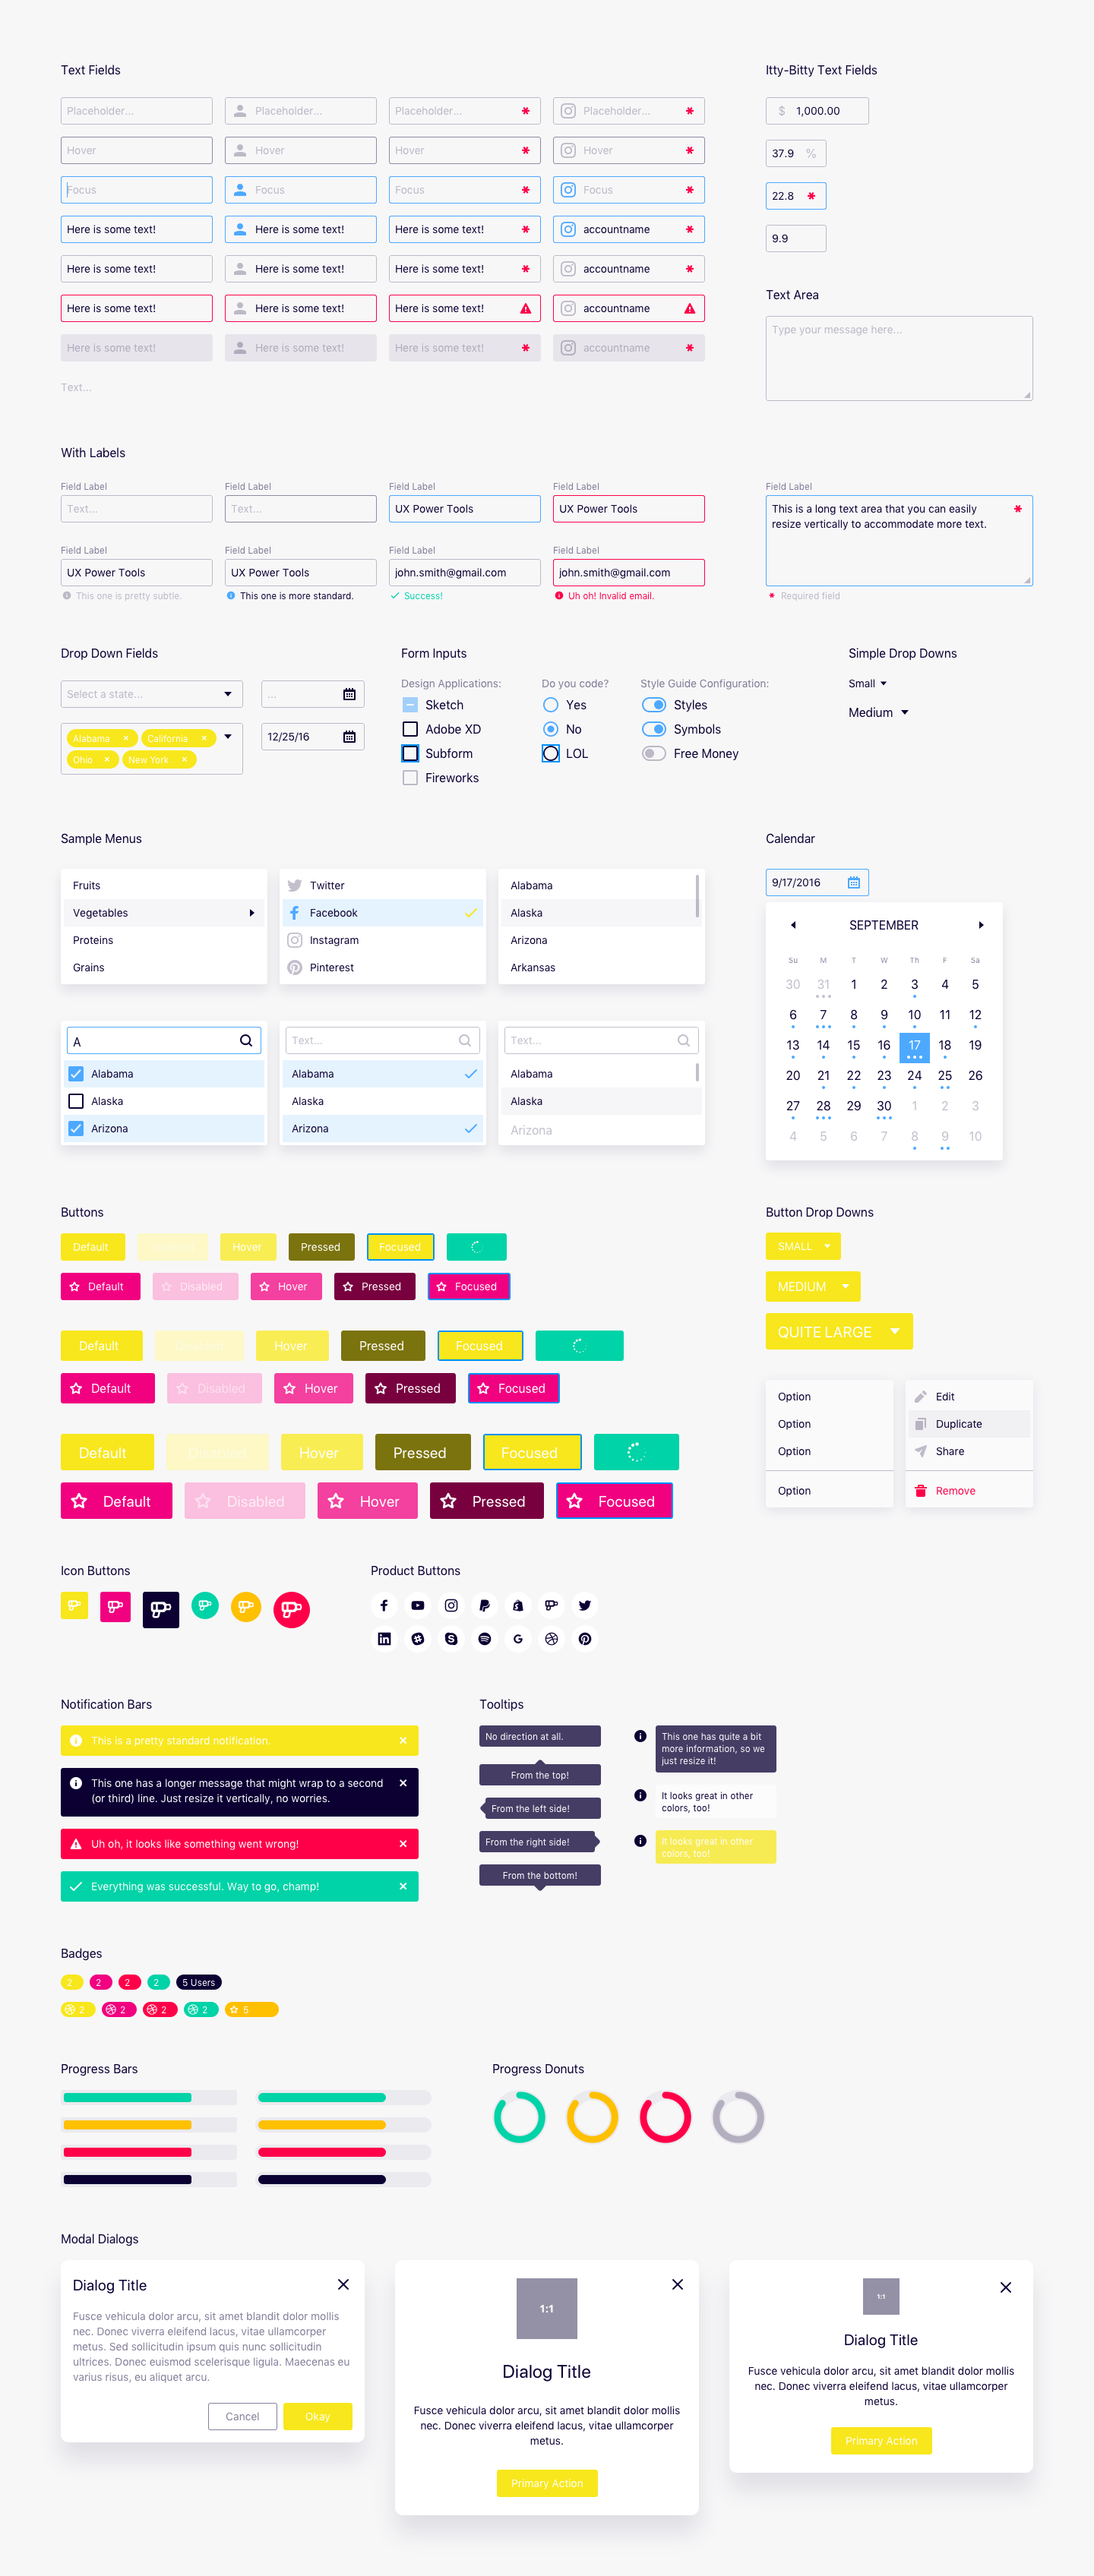 Text Fields
Itty-Bitty Text Fields
Placeholder...
Placeholder...
Placeholder...
Placeholder...
$ 1,000.00
Hover
Hover
Hover
Hover
37.9 %
Focus
Focus
Focus
Focus
22.8 *
Here is some text!
Here is some text!
Here is some text!
accountname
9.9
Here is some text!
Here is some text!
Here is some text!
accountname
Here is some text!
Here is some text!
Here is some text!
accountname
Here is some text!
Here is some text!
Here is some text!
accountname
Text...
Text Area
Type your message here...
With Labels
Field Label
Field Label
Field Label
Field Label
Field Label
Text...
Text...
UX Power Tools
UX Power Tools
This is a long text area that you can easily
resize vertically to accommodate more text.
Field Label
Field Label
Field Label
Field Label
UX Power Tools
UX Power Tools
john.smith@gmail.com
john.smith@gmail.com
This one is pretty subtle.
This one is more standard.
Success!
Uh oh! Invalid email.
* Required field
Drop Down Fields
Form Inputs
Simple Drop Downs
Select a state...
...
Alabama
California
Ohio
New York
12/25/16
Design Applications:
Sketch
Adobe XD
Subform
Fireworks
Do you code?
Yes
No
LOL
Style Guide Configuration:
Styles
Symbols
Free Money
Small
Medium
Sample Menus
Calendar
Fruits
Vegetables
Proteins
Grains
Twitter
Facebook
Instagram
Pinterest
Alabama
Alaska
Arizona
Arkansas
A
Alabama
Alaska
Arizona
Text...
Alabama
Alaska
Arizona
Text...
Alabama
Alaska
Arizona
9/17/2016
SEPTEMBER
Su M T W Th F Sa
30 31 1 2 3 4 5
6 7 8 9 10 11 12
13 14 15 16 17 18 19
20 21 22 23 24 25 26
27 28 29 30 1 2 3
4 5 6 7 8 9 10
Buttons
Button Drop Downs
Default
Hover
Pressed
Focused
Default
Disabled
Hover
Pressed
Focused
Default
Hover
Pressed
Focused
Default
Disabled
Hover
Pressed
Focused
Default
Disabled
Hover
Pressed
Focused
Default
Disabled
Hover
Pressed
Focused
SMALL
MEDIUM
QUITE LARGE
Option
Option
Option
Option
Edit
Duplicate
Share
Remove
Icon Buttons
Product Buttons
Notification Bars
Tooltips
This is a pretty standard notification.
This one has a longer message that might wrap to a second
(or third) line. Just resize it vertically, no worries.
Uh oh, it looks like something went wrong!
Everything was successful. Way to go, champ!
No direction at all.
From the top!
From the left side!
From the right side!
From the bottom!
This one has quite a bit
more information, so we
just resize it!
It looks great in other
colors, too!
It looks great in other
colors, too!
Badges
2
2
2
2
5 Users
2
2
2
2
5
Progress Bars
Progress Donuts
Modal Dialogs
Dialog Title
Fusce vehicula dolor arcu, sit amet blandit dolor mollis
nec. Donec viverra eleifend lacus, vitae ullamcorper
metus. Sed sollicitudin ipsum quis nunc sollicitudin
ultrices. Donec euismod scelerisque ligula. Maecenas eu
varius risus, eu aliquet arcu.
Cancel
Okay
1:1
Dialog Title
Fusce vehicula dolor arcu, sit amet blandit dolor mollis
nec. Donec viverra eleifend lacus, vitae ullamcorper
metus.
Primary Action
1:1
Dialog Title
Fusce vehicula dolor arcu, sit amet blandit dolor mollis
nec. Donec viverra eleifend lacus, vitae ullamcorper
metus.
Primary Action